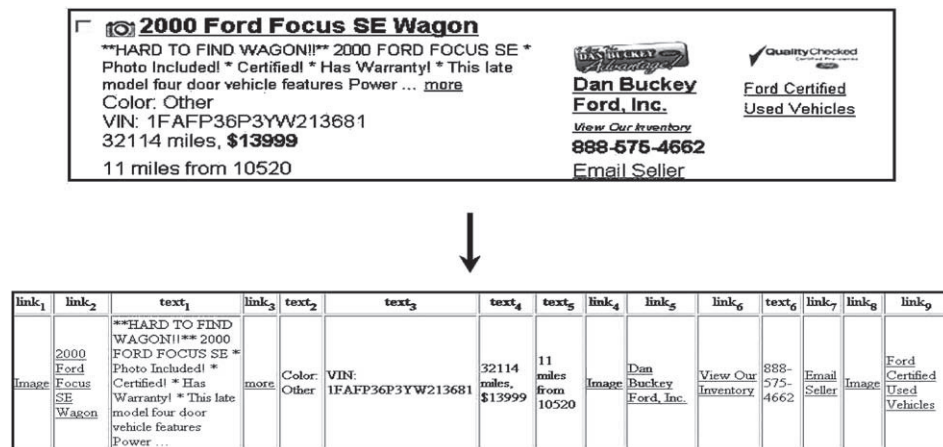 2000 Ford Focus SE Wagon
**HARD TO FIND WAGON!!** 2000 FORD FOCUS SE *
Photo Included! * Certified! * Has Warranty! * This late
model four door vehicle features Power ... more
Color: Other
VIN: 1FAFP36P3YW213681
32114 miles, $13999
11 miles from 10520
DAN BUCKEY
Advantage
Dan Buckey
Ford, Inc.
View Our Inventory
888-575-4662
Email Seller
QualityChecked
Ford Certified
Used Vehicles
link1 link2 text1 link3 text2 text3 text4 text5 link4 link5 link6 text6 link7 link8 link9
Image
2000
Ford
Focus
SE
Wagon
**HARD TO FIND
WAGON!!** 2000
FORD FOCUS SE *
Photo Included! *
Certified! * Has
Warranty! * This late
model four door
vehicle features
Power ...
more
Color:
Other
VIN:
1FAFP36P3YW213681
32114
miles,
$13999
11
miles
from
10520
Image
Dan
Buckey
Ford, Inc.
View Our
Inventory
888-
575-
4662
Email
Seller
Image
Ford
Certified
Used
Vehicles